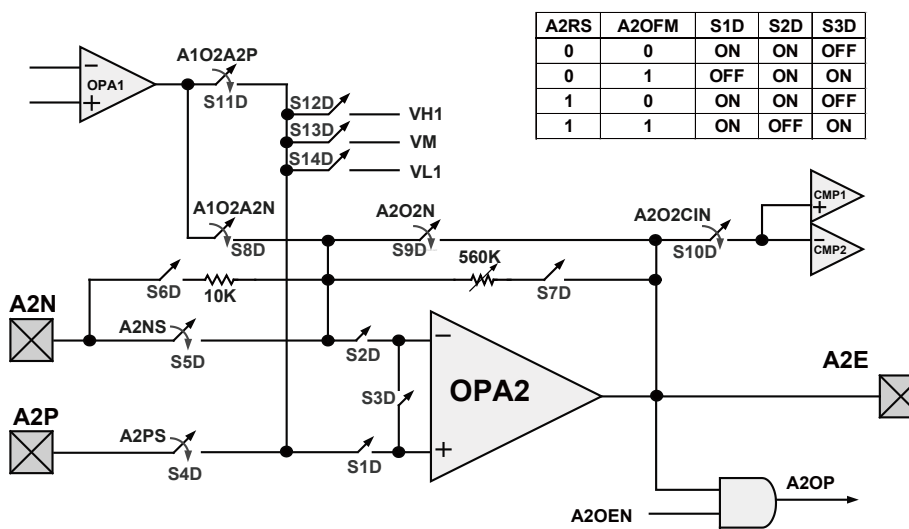 A2RS A2OFM S1D S2D S3D
0 0 ON ON OFF
0 1 OFF ON ON
1 0 ON ON OFF
1 1 ON OFF ON
A1O2A2P
OPA1
S11D
S12D
VH1
S13D
VM
S14D
VL1
A1O2A2N
S8D
A2O2N
S9D
A2O2CIN
S10D
CMP1
+
−
CMP2
560K
S7D
S6D
10K
A2N
A2NS
S5D
S2D
−
S3D
OPA2
A2E
A2P
A2PS
S4D
S1D
+
A2OP
A2OEN
−
+